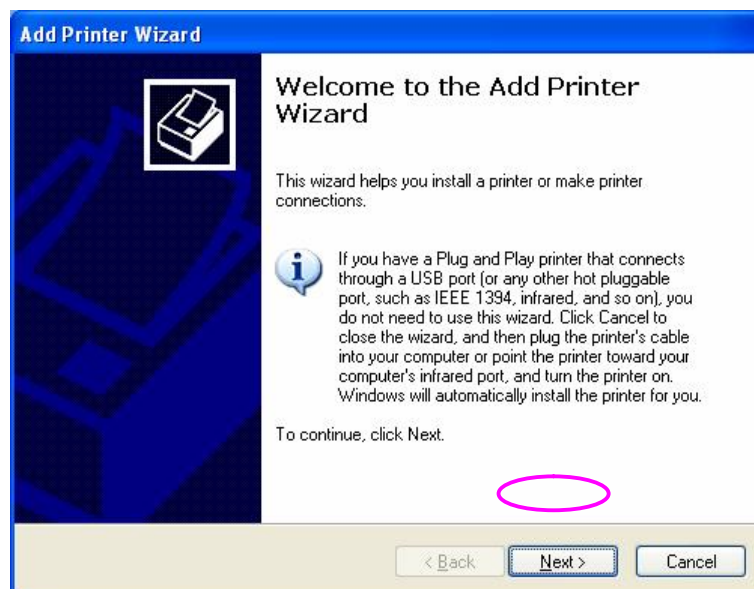 Add Printer Wizard
Welcome to the Add Printer
Wizard
This wizard helps you install a printer or make printer
connections.
If you have a Plug and Play printer that connects
through a USB port (or any other hot pluggable
port, such as IEEE 1394, infrared, and so on), you
do not need to use this wizard. Click Cancel to
close the wizard, and then plug the printer's cable
into your computer or point the printer toward your
computer's infrared port, and turn the printer on.
Windows will automatically install the printer for you.
To continue, click Next.
< Back Next > Cancel